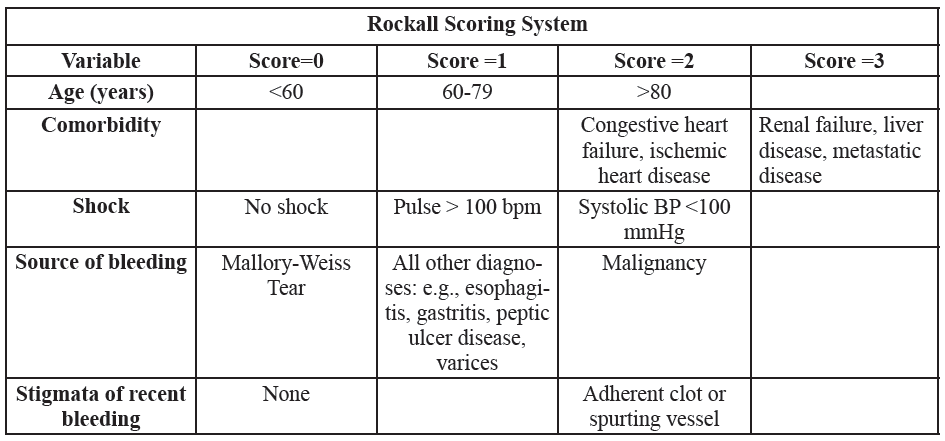 Rockall Scoring System
Variable Score=0 Score =1 Score =2 Score =3
Age (years) <60 60-79 >80
Comorbidity Congestive heart Renal failure, liver
failure, ischemic disease, metastatic
heart disease disease
Shock No shock Pulse > 100 bpm Systolic BP <100
mmHg
Source of bleeding Mallory-Weiss All other diagno- Malignancy
Tear ses: e.g., esophagi-
tis, gastritis, peptic
ulcer disease,
varices
Stigmata of recent None Adherent clot or
bleeding spurting vessel